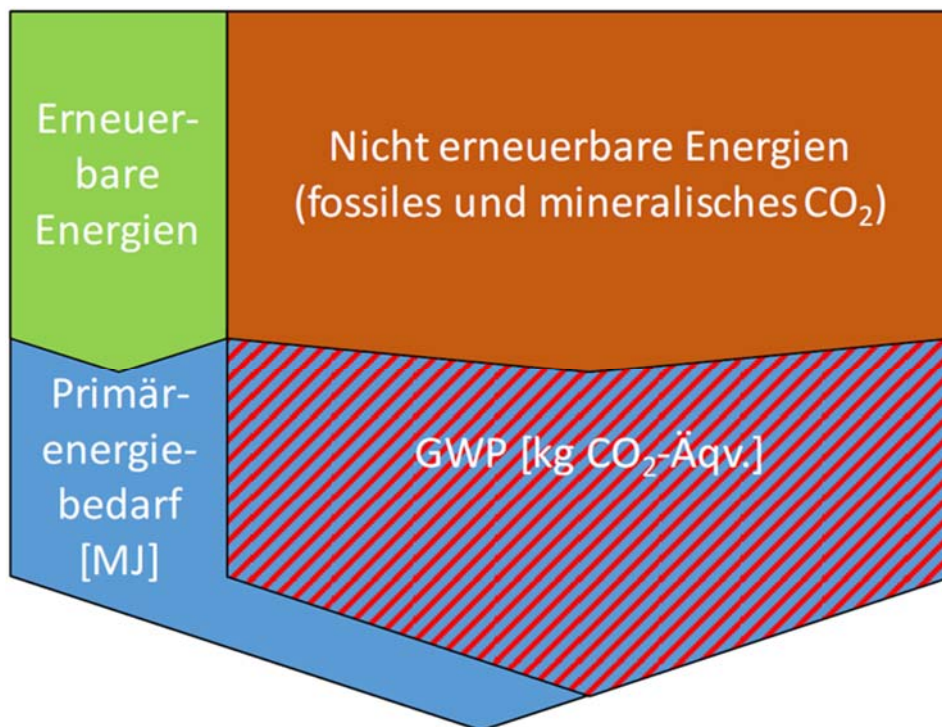 Erneuer-
bare
Energien
Nicht erneuerbare Energien
(fossiles und mineralisches CO₂)
Primär-
energie-
bedarf
[MJ]
GWP [kg CO₂-Äqv.]